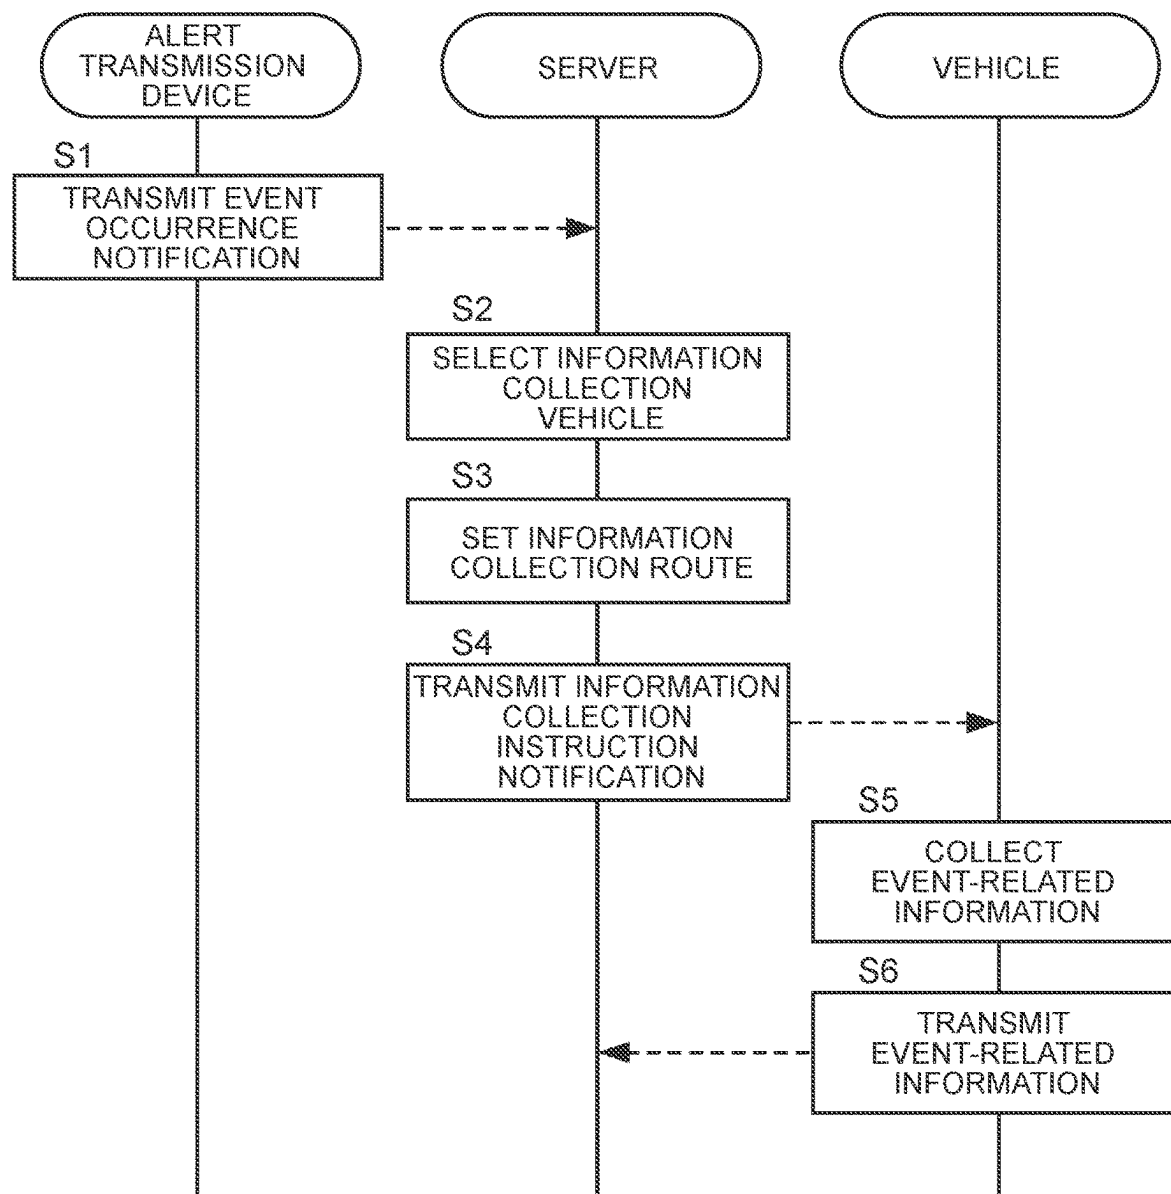 ALERT
TRANSMISSION
DEVICE
SERVER
VEHICLE
S1
TRANSMIT EVENT
OCCURRENCE
NOTIFICATION
S2
SELECT INFORMATION
COLLECTION
VEHICLE
S3
SET INFORMATION
COLLECTION ROUTE
S4
TRANSMIT INFORMATION
COLLECTION
INSTRUCTION
NOTIFICATION
S5
COLLECT
EVENT-RELATED
INFORMATION
S6
TRANSMIT
EVENT-RELATED
INFORMATION